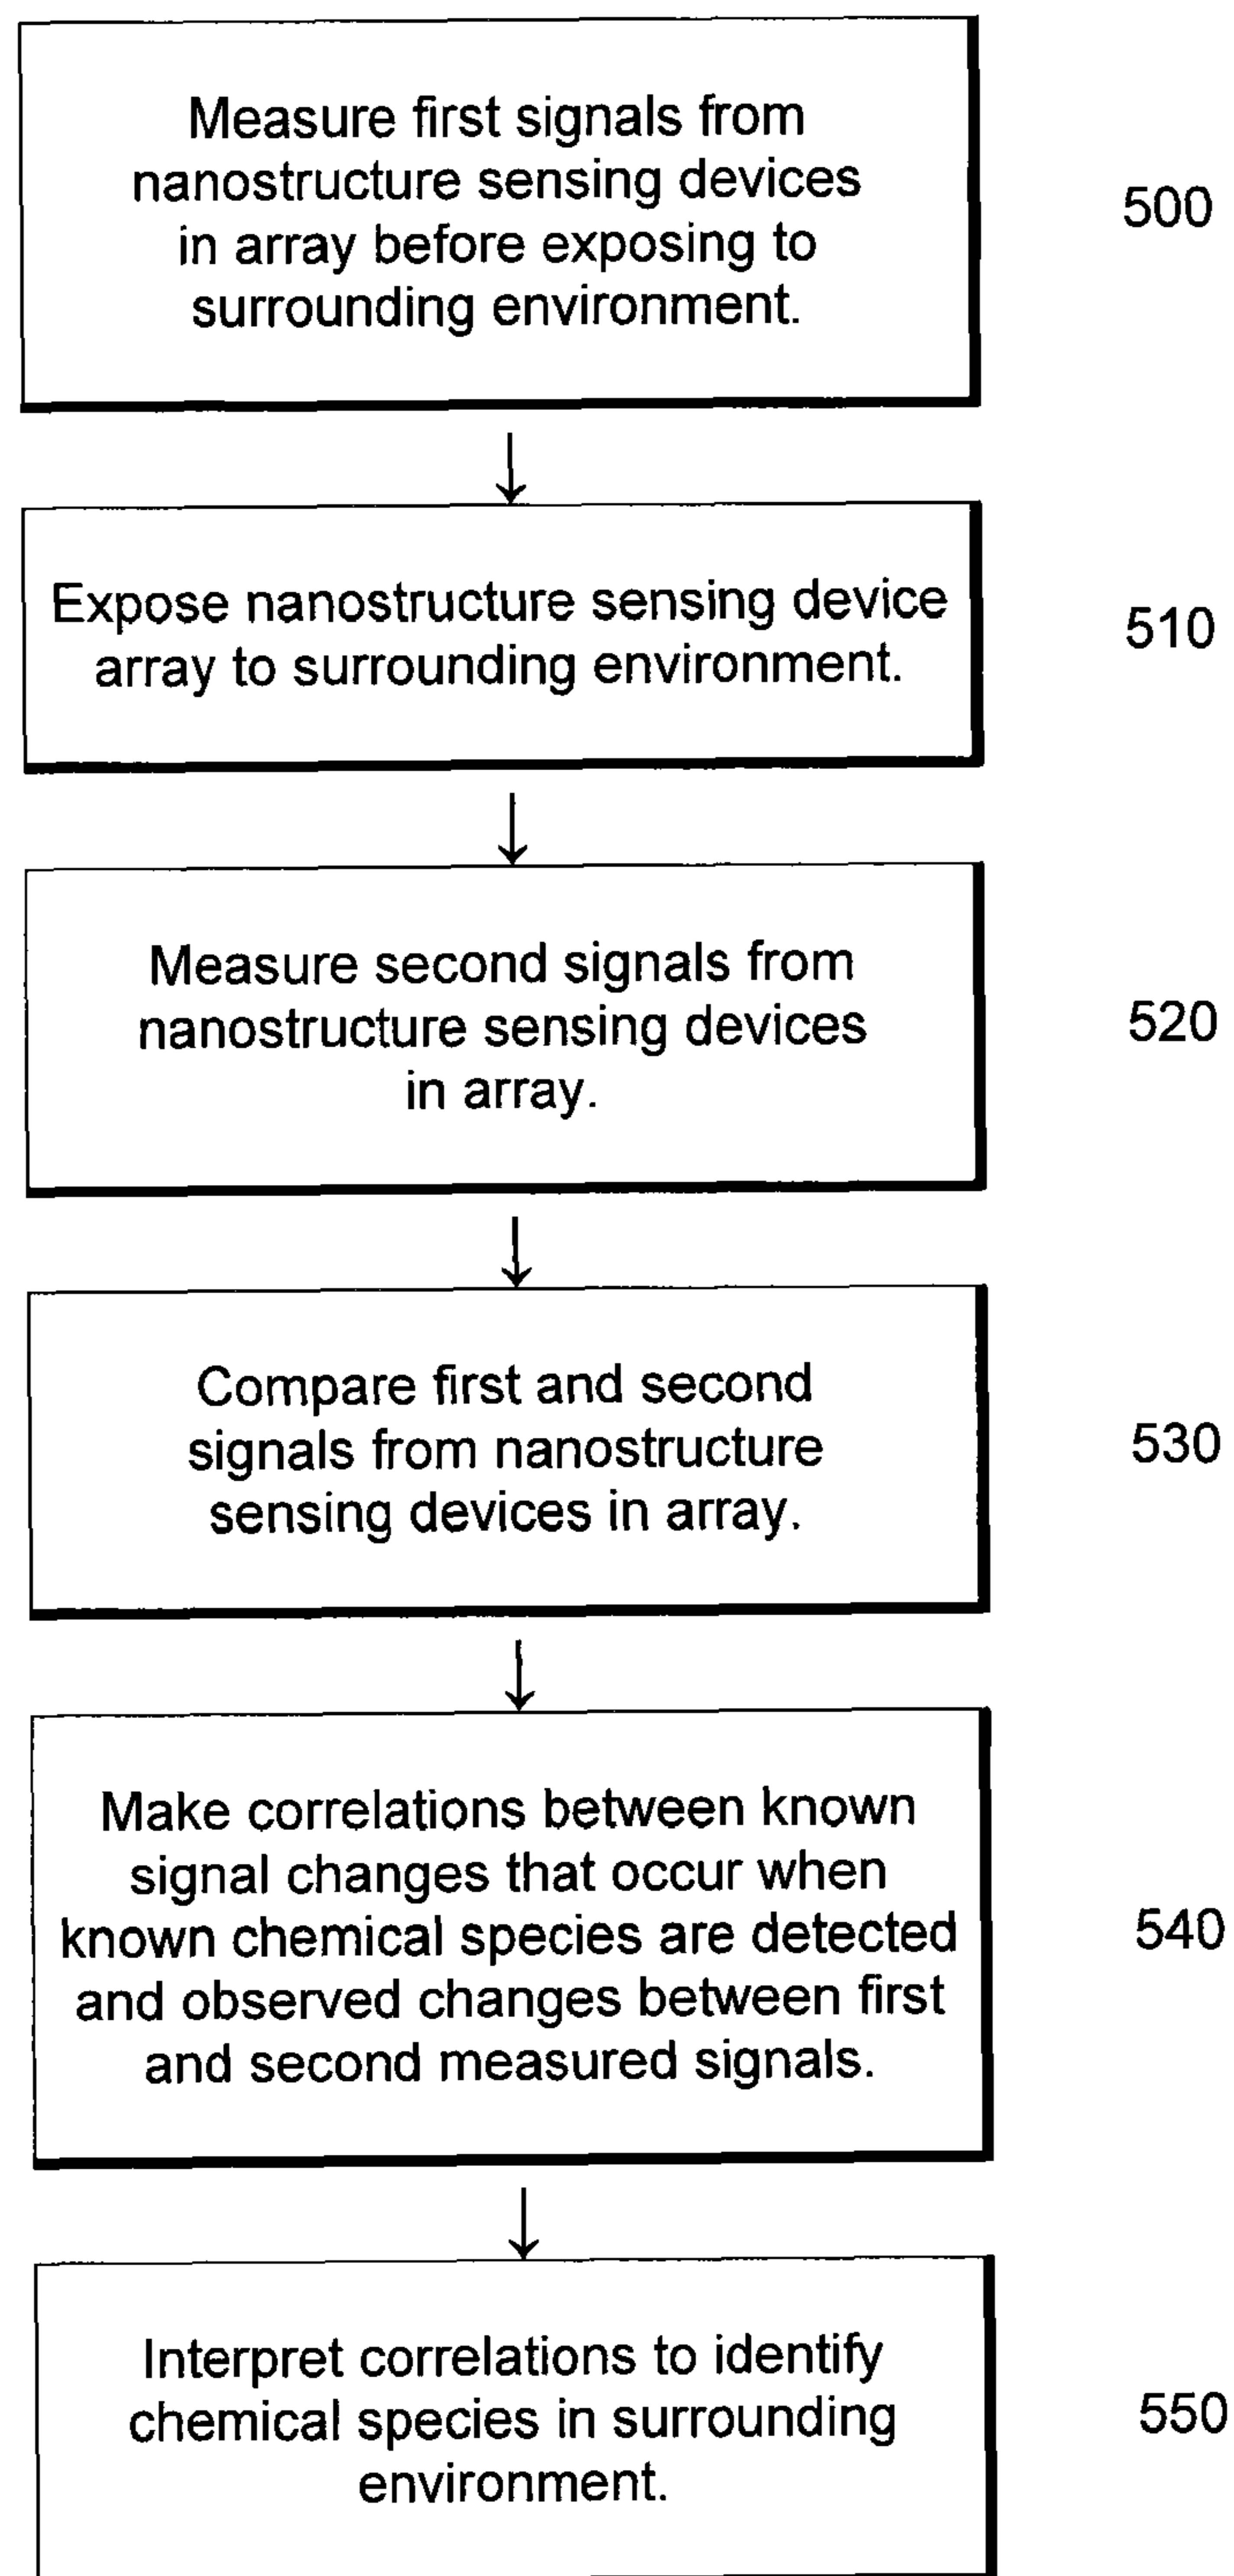 Measure first signals from
nanostructure sensing devices
in array before exposing to
surrounding environment.
500
Expose nanostructure sensing device
array to surrounding environment.
510
Measure second signals from
nanostructure sensing devices
in array.
520
Compare first and second
signals from nanostructure
sensing devices in array.
530
Make correlations between known
signal changes that occur when
known chemical species are detected
and observed changes between first
and second measured signals.
540
Interpret correlations to identify
chemical species in surrounding
environment.
550